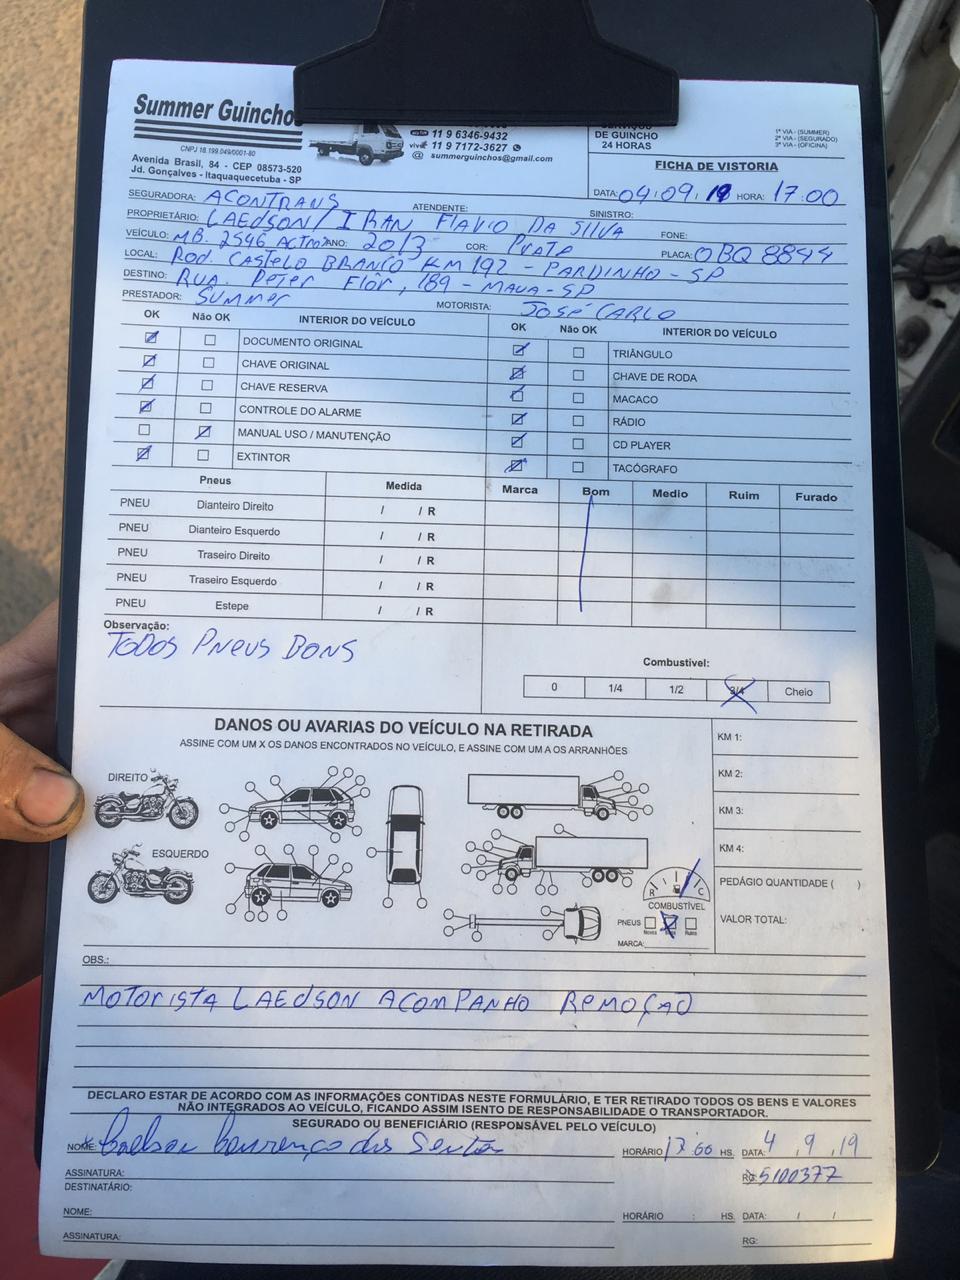 Summer Guinchos
CNPJ 18.199.049/0001-80
Avenida Brasil, 84 - CEP 08573-520
Jd. Gonçalves - Itaquaquecetuba - SP
11 9 6346-9432
vivo 11 9 7172-3627
@ summerguinchos@gmail.com
SERVIÇOS
DE GUINCHO
24 HORAS
1ª VIA - (SUMMER)
2ª VIA - (SEGURADO)
3ª VIA - (OFICINA)
FICHA DE VISTORIA
DATA: 04.09.19 HORA: 17:00
SEGURADORA: ACONTRANS ATENDENTE: SINISTRO:
PROPRIETÁRIO: LAEDSON / IRAN FLAVIO DA SILVA FONE:
VEÍCULO: MB. 2546 ACTROS ANO: 2013 COR: PRATA PLACA: OBQ 8844
LOCAL: ROD. CASTELO BRANCO KM 192 - PARDINHO - SP
DESTINO: RUA. PETER FLÔR, 189 - MAUA - SP
PRESTADOR: SUMMER MOTORISTA: JOSÉ CARLO
OK Não OK INTERIOR DO VEÍCULO OK Não OK INTERIOR DO VEÍCULO
DOCUMENTO ORIGINAL TRIÂNGULO
CHAVE ORIGINAL CHAVE DE RODA
CHAVE RESERVA MACACO
CONTROLE DO ALARME RÁDIO
MANUAL USO / MANUTENÇÃO CD PLAYER
EXTINTOR TACÓGRAFO
Pneus Medida Marca Bom Medio Ruim Furado
PNEU Dianteiro Direito / / R
PNEU Dianteiro Esquerdo / / R
PNEU Traseiro Direito / / R
PNEU Traseiro Esquerdo / / R
PNEU Estepe / / R
Observação:
TODOS PNEUS BONS
Combustível:
0 1/4 1/2 3/4 Cheio
DANOS OU AVARIAS DO VEÍCULO NA RETIRADA
ASSINE COM UM X OS DANOS ENCONTRADOS NO VEÍCULO, E ASSINE COM UM A OS ARRANHÕES
DIREITO
ESQUERDO
R C
COMBUSTÍVEL
PNEUS
Novos Ruins
MARCA:
KM 1:
KM 2:
KM 3:
KM 4:
PEDÁGIO QUANTIDADE ( )
VALOR TOTAL:
OBS.:
MOTORISTA LAEDSON ACOMPANHO REMOÇÃO
DECLARO ESTAR DE ACORDO COM AS INFORMAÇÕES CONTIDAS NESTE FORMULÁRIO, E TER RETIRADO TODOS OS BENS E VALORES
NÃO INTEGRADOS AO VEÍCULO, FICANDO ASSIM ISENTO DE RESPONSABILIDADE O TRANSPORTADOR.
SEGURADO OU BENEFICIÁRIO (RESPONSÁVEL PELO VEÍCULO)
NOME: Laedson Lourenço dos Santos HORÁRIO 17:00 HS. DATA: 4, 9, 19
ASSINATURA: RG: 5100377
DESTINATÁRIO:
NOME: HORÁRIO : HS. DATA: / /
ASSINATURA: RG: